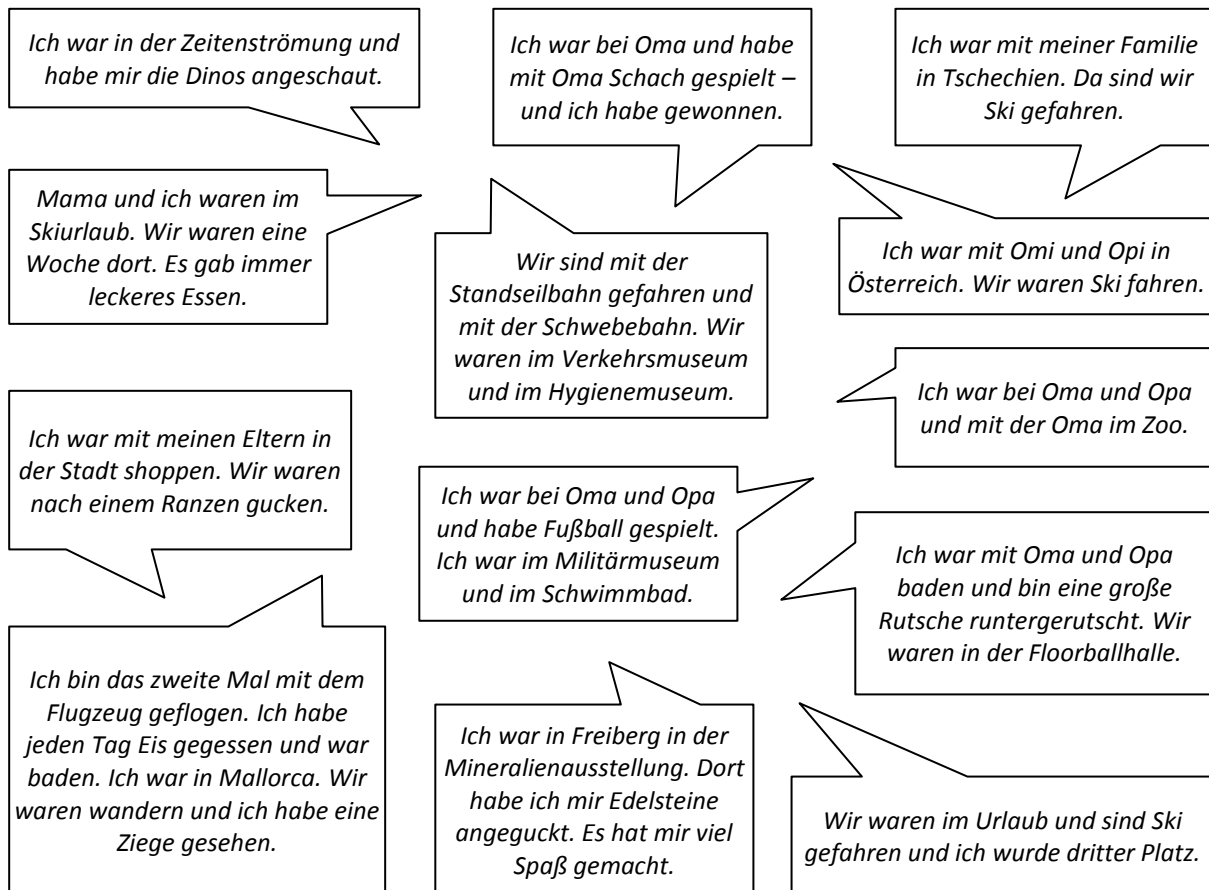 Ich war in der Zeitenströmung und
habe mir die Dinos angeschaut.
Ich war bei Oma und habe
mit Oma Schach gespielt –
und ich habe gewonnen.
Ich war mit meiner Familie
in Tschechien. Da sind wir
Ski gefahren.
Mama und ich waren im
Skiurlaub. Wir waren eine
Woche dort. Es gab immer
leckeres Essen.
Wir sind mit der
Standseilbahn gefahren und
mit der Schwebebahn. Wir
waren im Verkehrsmuseum
und im Hygienemuseum.
Ich war mit Omi und Opi in
Österreich. Wir waren Ski fahren.
Ich war bei Oma und Opa
und mit der Oma im Zoo.
Ich war mit meinen Eltern in
der Stadt shoppen. Wir waren
nach einem Ranzen gucken.
Ich war bei Oma und Opa
und habe Fußball gespielt.
Ich war im Militärmuseum
und im Schwimmbad.
Ich war mit Oma und Opa
baden und bin eine große
Rutsche runtergerutscht. Wir
waren in der Floorballhalle.
Ich bin das zweite Mal mit dem
Flugzeug geflogen. Ich habe
jeden Tag Eis gegessen und war
baden. Ich war in Mallorca. Wir
waren wandern und ich habe eine
Ziege gesehen.
Ich war in Freiberg in der
Mineralienausstellung. Dort
habe ich mir Edelsteine
angeguckt. Es hat mir viel
Spaß gemacht.
Wir waren im Urlaub und sind Ski
gefahren und ich wurde dritter Platz.